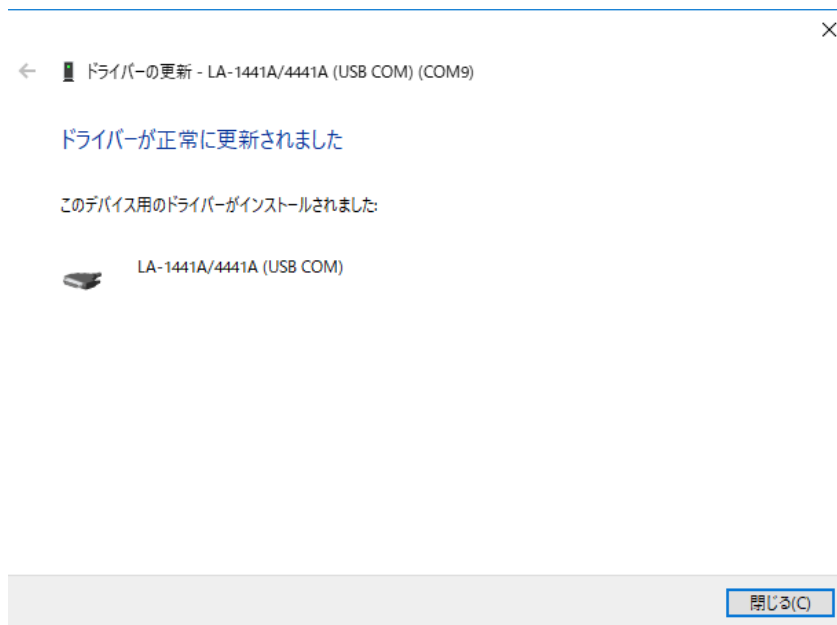 ドライバーの更新 - LA-1441A/4441A (USB COM) (COM9)
ドライバーが正常に更新されました
このデバイス用のドライバーがインストールされました:
LA-1441A/4441A (USB COM)
閉じる(C)